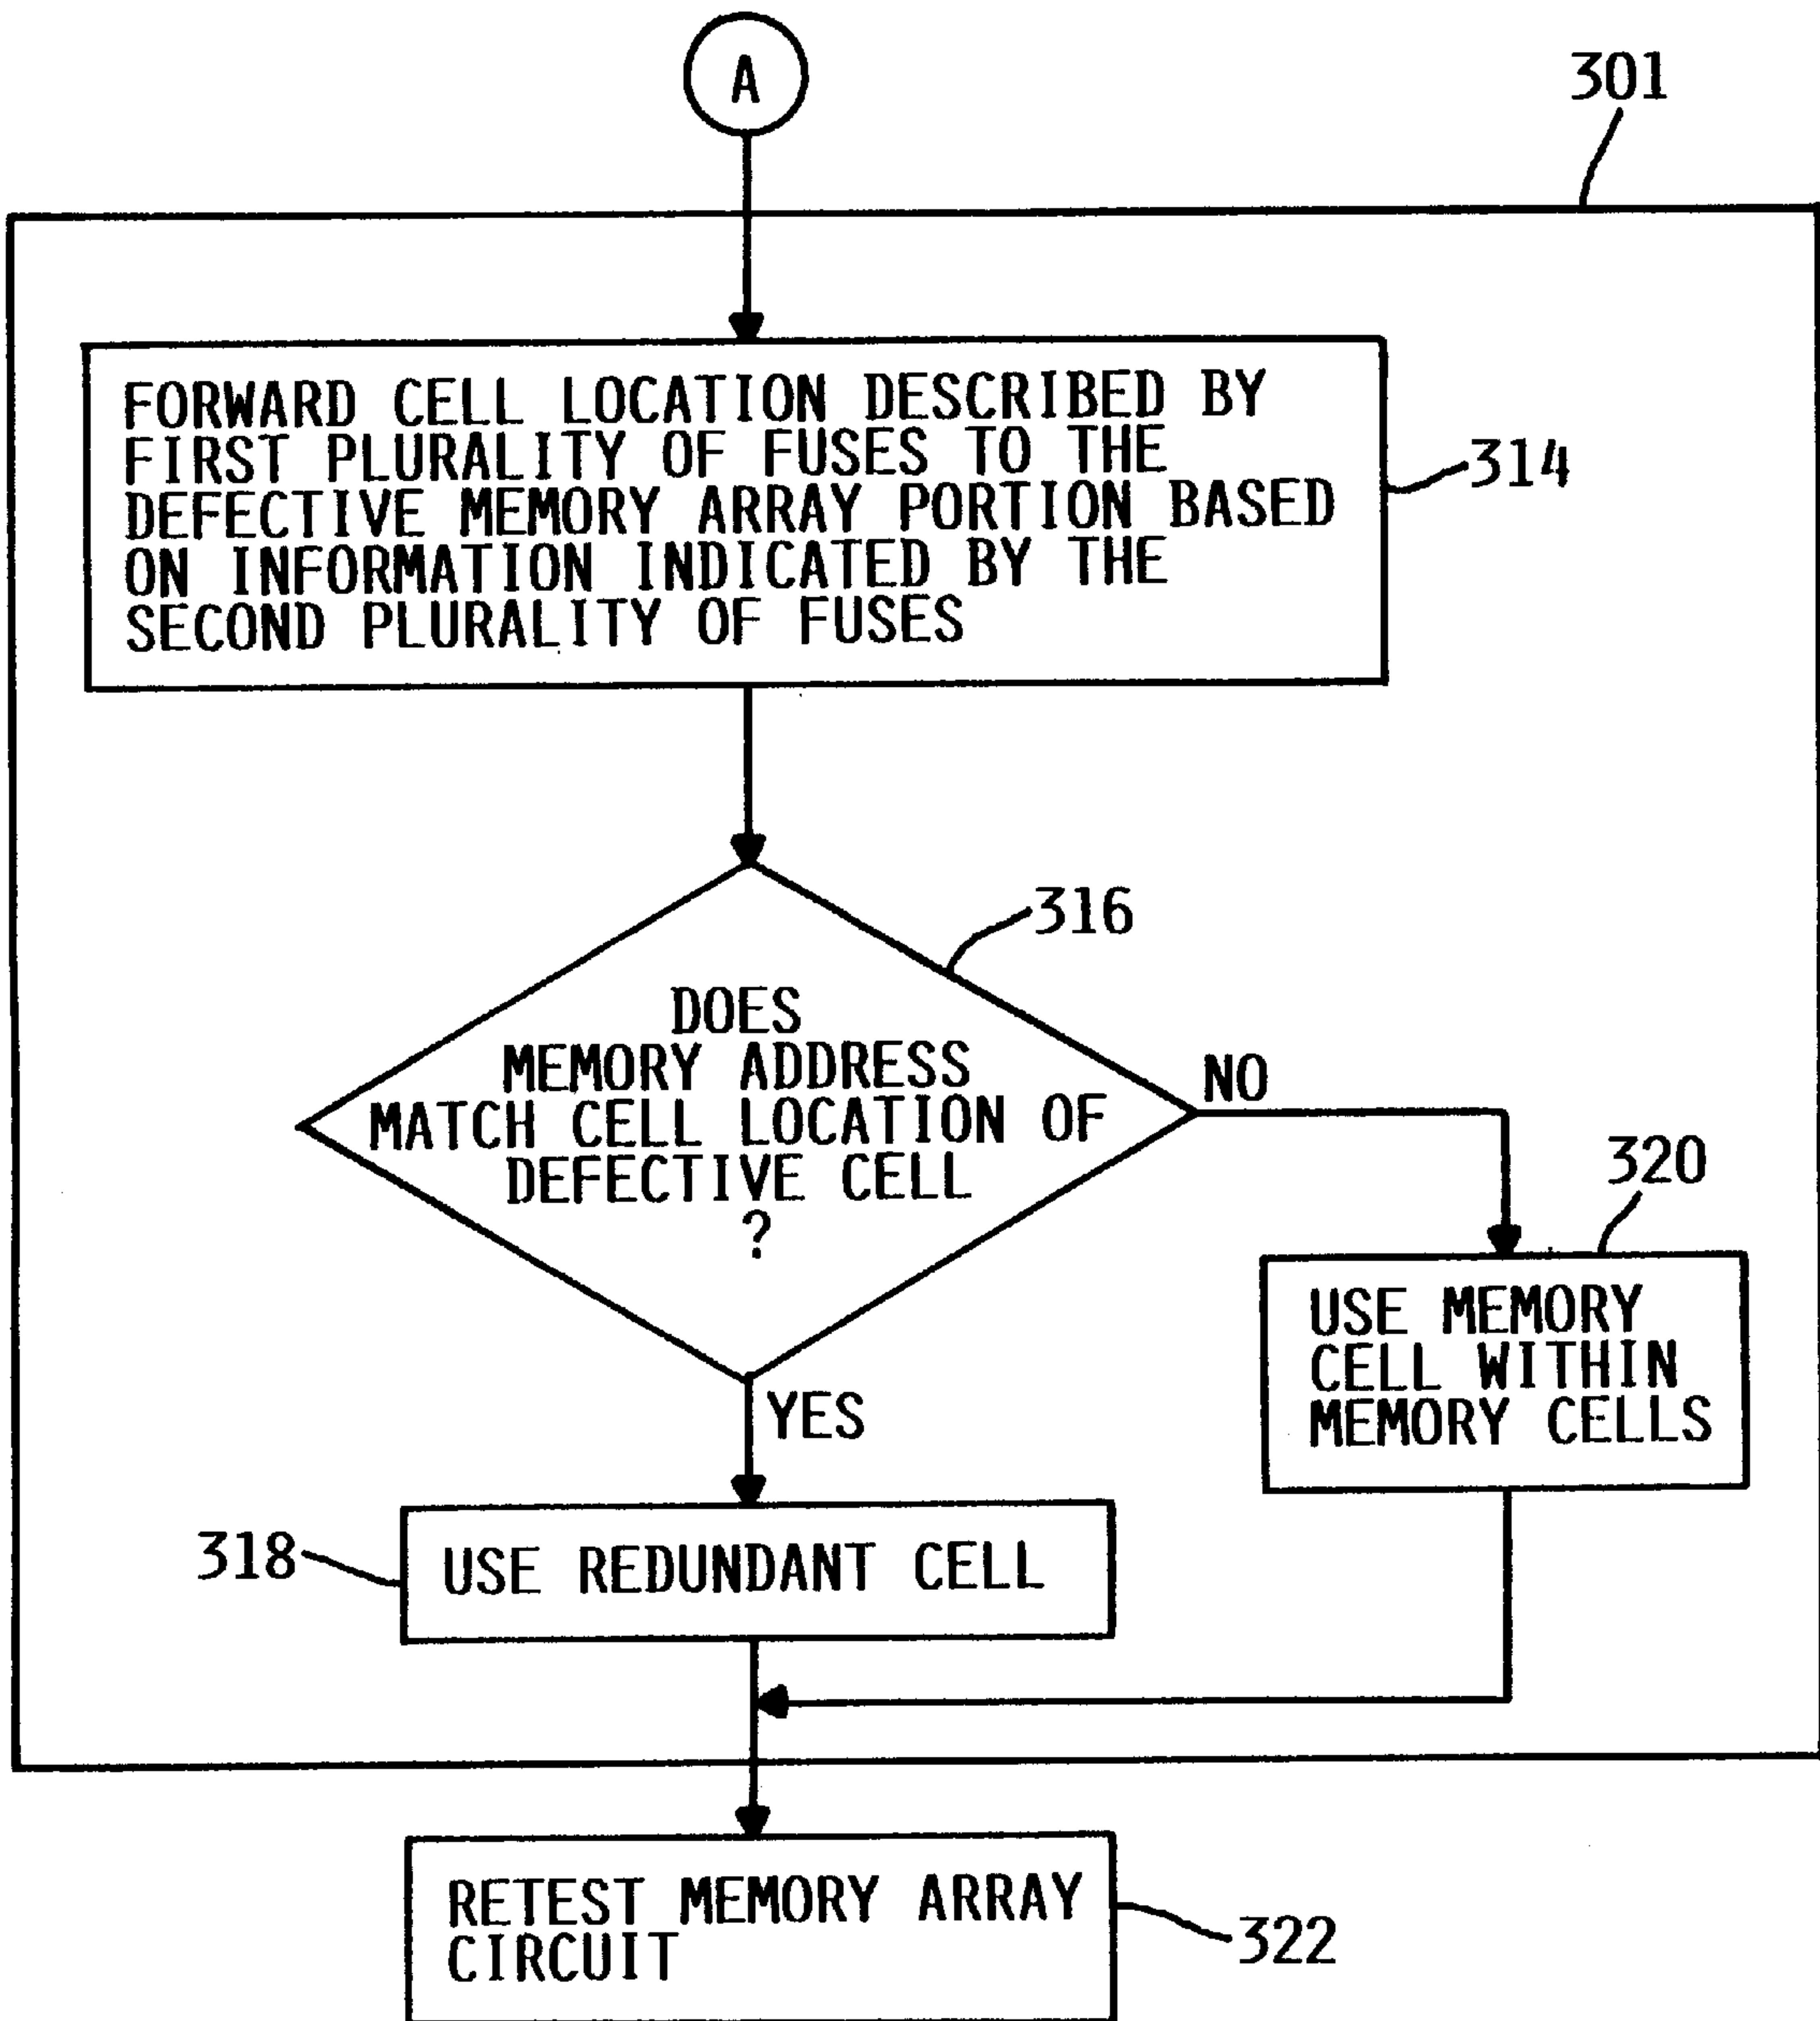 A
301
FORWARD CELL LOCATION DESCRIBED BY
FIRST PLURALITY OF FUSES TO THE
DEFECTIVE MEMORY ARRAY PORTION BASED
ON INFORMATION INDICATED BY THE
SECOND PLURALITY OF FUSES
314
316
DOES
MEMORY ADDRESS
MATCH CELL LOCATION OF
DEFECTIVE CELL
?
NO
320
USE MEMORY
CELL WITHIN
MEMORY CELLS
YES
318
USE REDUNDANT CELL
RETEST MEMORY ARRAY
CIRCUIT
322